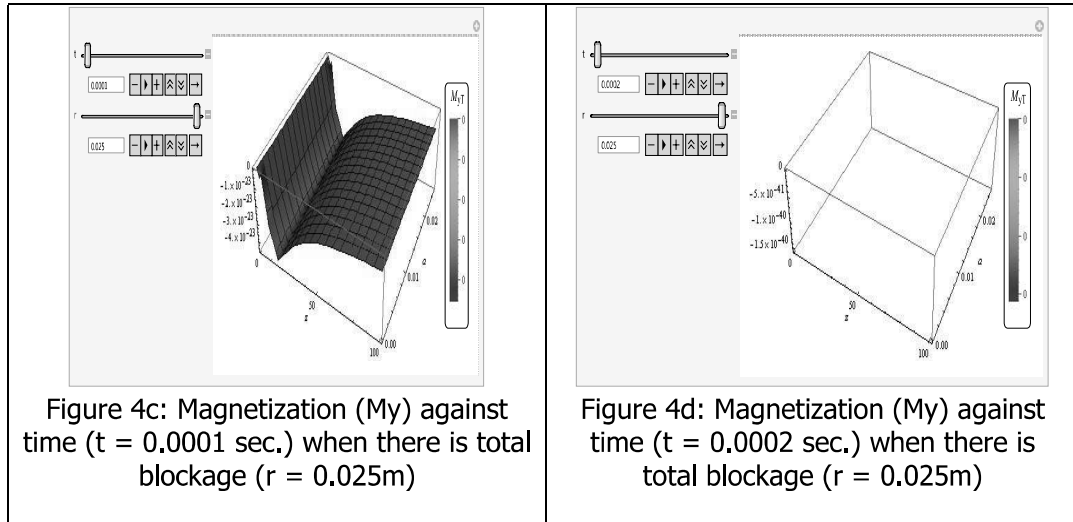 t
0.0001
r
0.025
MyT
0
0
0
0
0
-1.×10-23
-2.×10-23
-3.×10-23
-4.×10-23
0
50
z
100
0.00
0.01
a
0.02
Figure 4c: Magnetization (My) against
time (t = 0.0001 sec.) when there is total
blockage (r = 0.025m)
t
0.0002
r
0.025
MyT
0
0
0
0
0
-5.×10-41
-1.×10-40
-1.5×10-40
0
50
z
100
0.00
0.01
a
0.02
Figure 4d: Magnetization (My) against
time (t = 0.0002 sec.) when there is
total blockage (r = 0.025m)